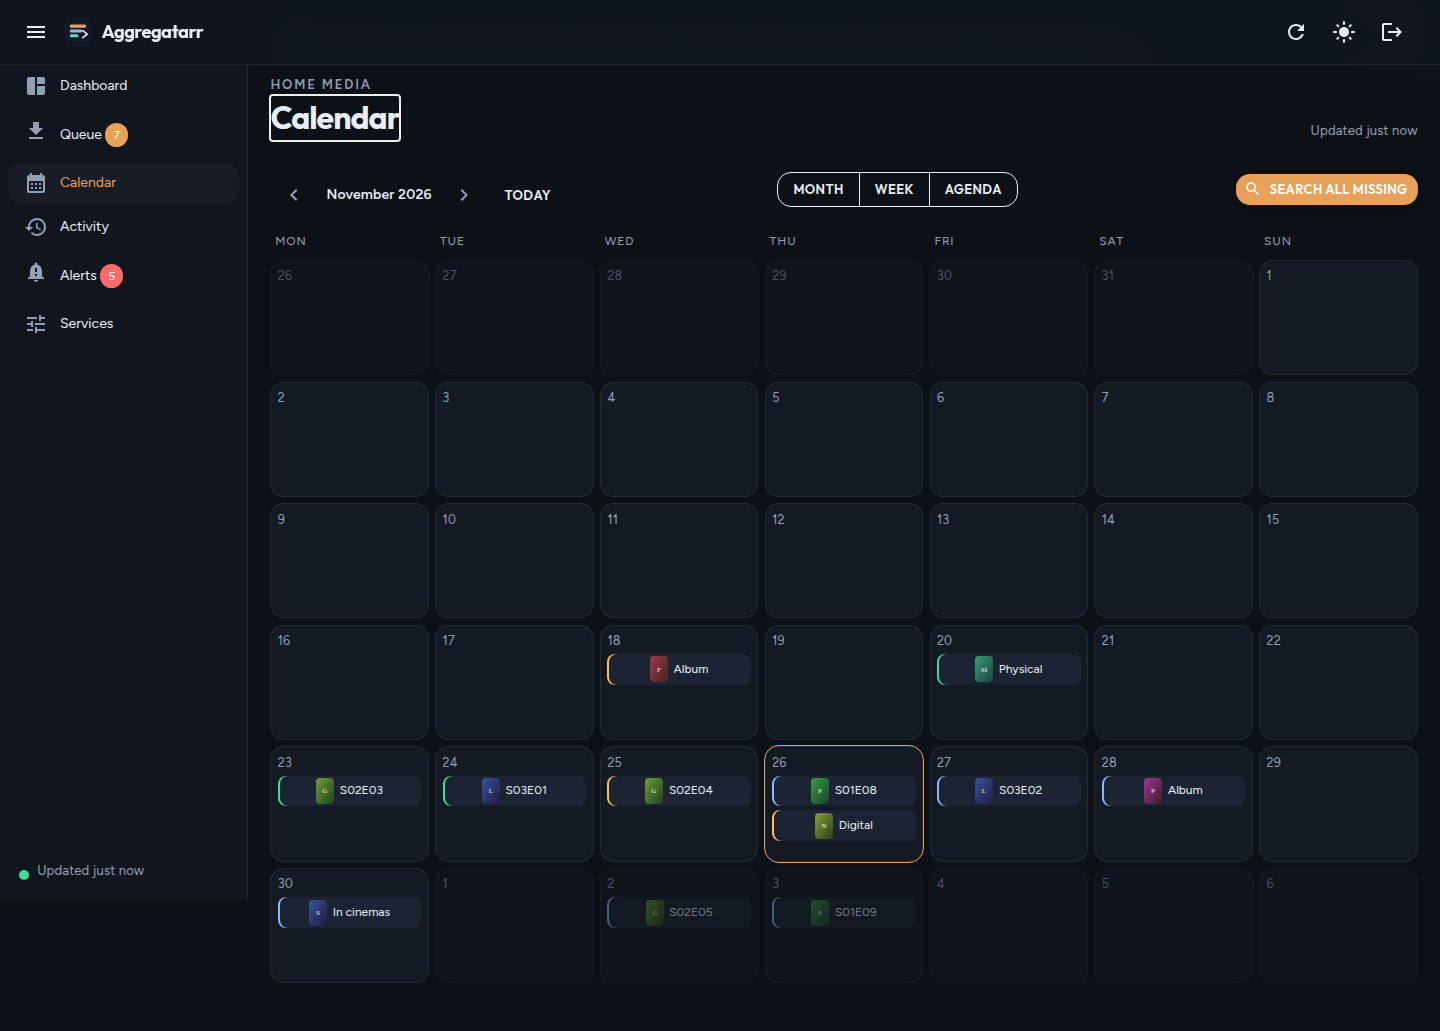 Aggregatarr
Dashboard
Queue 7
Calendar
Activity
Alerts 5
Services
Updated just now
HOME MEDIA
Calendar
Updated just now
November 2026
TODAY
MONTH WEEK AGENDA
SEARCH ALL MISSING
MON TUE WED THU FRI SAT SUN
26 27 28 29 30 31 1
2 3 4 5 6 7 8
9 10 11 12 13 14 15
16 17 18 19 20 21 22
F Album M Physical
23 24 25 26 27 28 29
G S02E03 L S03E01 G S02E04 P S01E08 L S03E02 P Album
N Digital
30 1 2 3 4 5 6
S In cinemas G S02E05 P S01E09